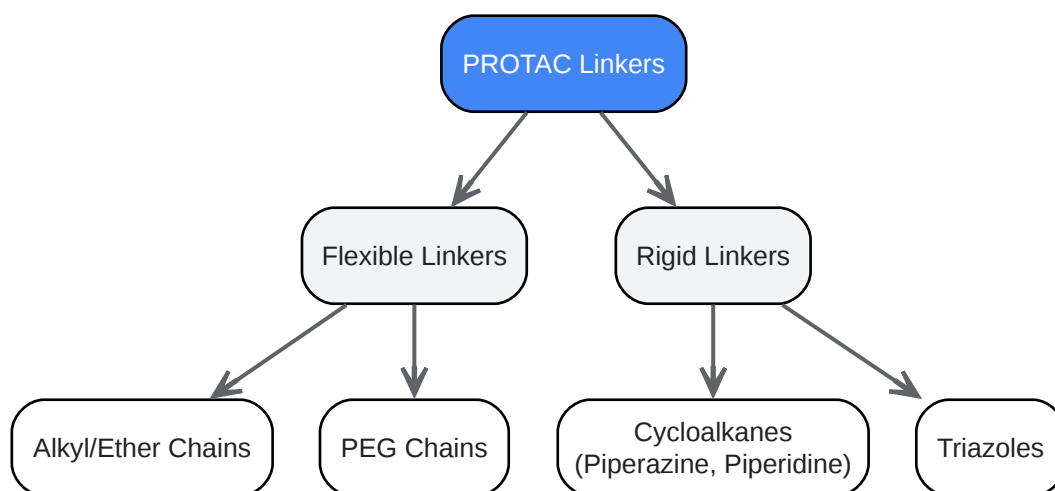 PROTAC Linkers
Flexible Linkers
Rigid Linkers
Alkyl/Ether Chains
PEG Chains
Cycloalkanes
(Piperazine, Piperidine)
Triazoles